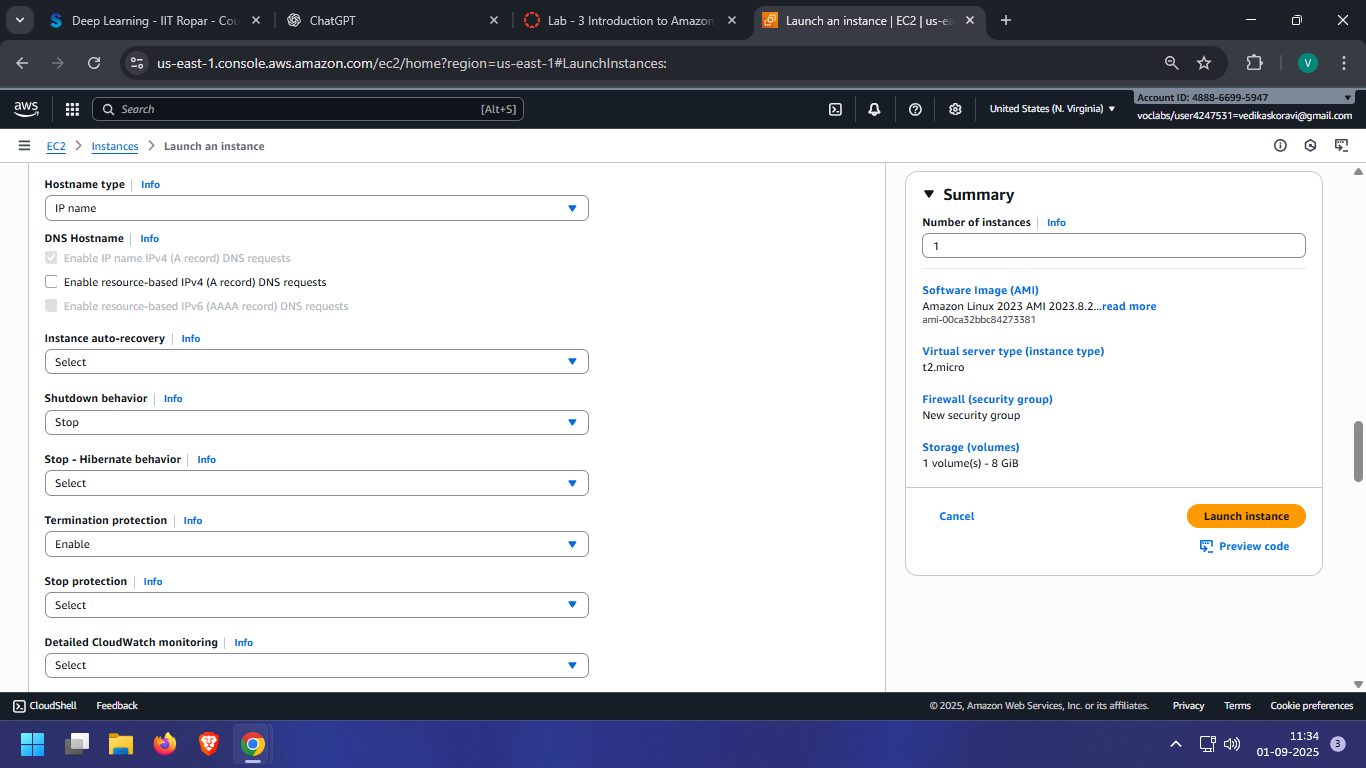 Deep Learning - IIT Ropar - Cou
ChatGPT
Lab - 3 Introduction to Amazon
Launch an instance | EC2 | us-ea
us-east-1.console.aws.amazon.com/ec2/home?region=us-east-1#LaunchInstances:
V
aws
Search
[Alt+S]
United States (N. Virginia)
Account ID: 4888-6699-5947
voclabs/user4247531=vedikaskoravi@gmail.com
EC2
Instances
Launch an instance
Hostname type
Info
IP name
DNS Hostname
Info
Enable IP name IPv4 (A record) DNS requests
Enable resource-based IPv4 (A record) DNS requests
Enable resource-based IPv6 (AAAA record) DNS requests
Instance auto-recovery
Info
Select
Shutdown behavior
Info
Stop
Stop - Hibernate behavior
Info
Select
Termination protection
Info
Enable
Stop protection
Info
Select
Detailed CloudWatch monitoring
Info
Select
Summary
Number of instances
Info
1
Software Image (AMI)
Amazon Linux 2023 AMI 2023.8.2...read more
ami-00ca32bbc84273381
Virtual server type (instance type)
t2.micro
Firewall (security group)
New security group
Storage (volumes)
1 volume(s) - 8 GiB
Cancel
Launch instance
Preview code
CloudShell
Feedback
© 2025, Amazon Web Services, Inc. or its affiliates.
Privacy
Terms
Cookie preferences
11:34
01-09-2025
3